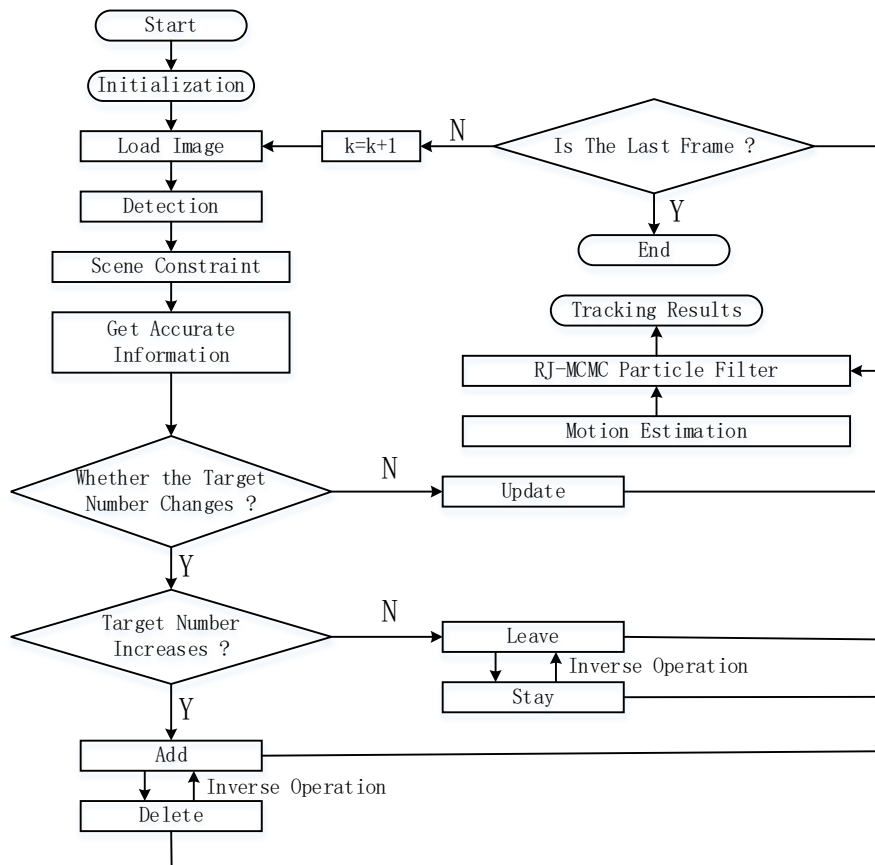 Start
Initialization
Load Image
k=k+1
N
Is The Last Frame ?
Y
End
Detection
Scene Constraint
Get Accurate
Information
Tracking Results
RJ-MCMC Particle Filter
Motion Estimation
Whether the Target
Number Changes ?
N
Update
Y
Target Number
Increases ?
N
Leave
Inverse Operation
Stay
Y
Add
Inverse Operation
Delete